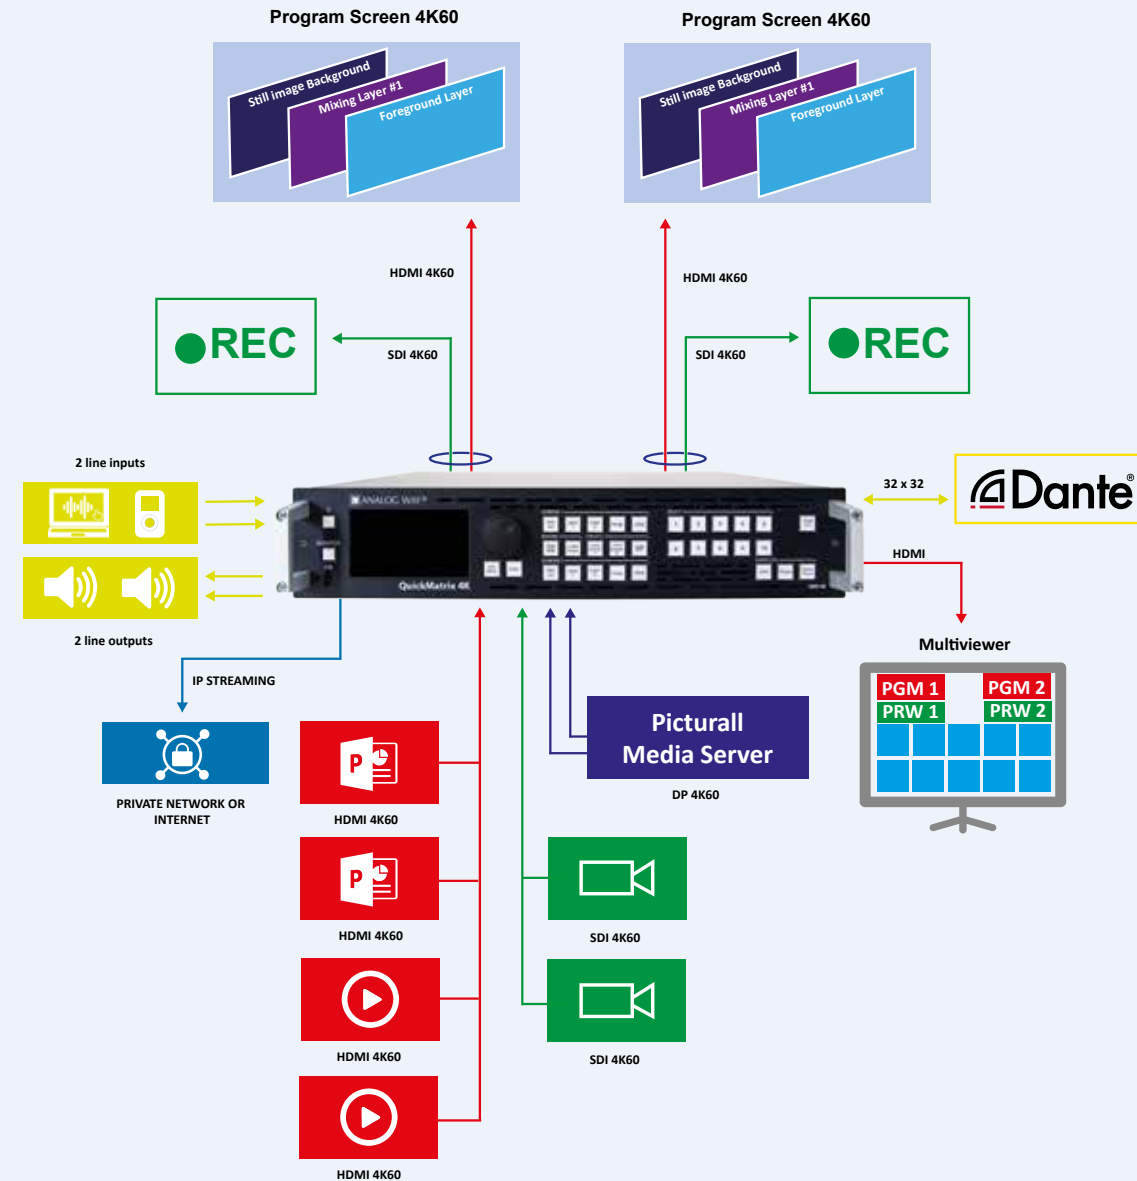 Program Screen 4K60
Program Screen 4K60
Still image Background
Mixing Layer #1
Foreground Layer
Still image Background
Mixing Layer #1
Foreground Layer
HDMI 4K60
HDMI 4K60
REC
SDI 4K60
SDI 4K60
REC
2 line inputs
ANALOG WAY®
32 x 32
Dante®
HDMI
QuickMatrix 4K
2 line outputs
Multiviewer
IP STREAMING
PGM 1
PGM 2
PRW 1
PRW 2
Picturall
Media Server
DP 4K60
P
PRIVATE NETWORK OR
INTERNET
HDMI 4K60
P
HDMI 4K60
SDI 4K60
HDMI 4K60
SDI 4K60
HDMI 4K60